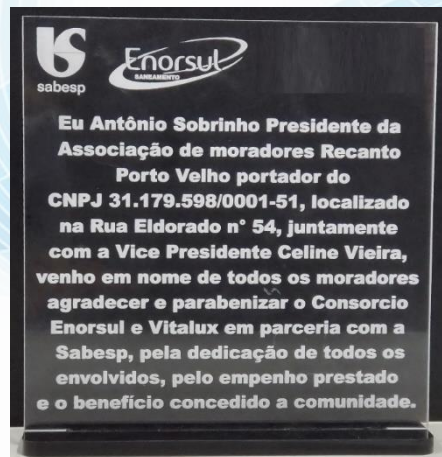 sabesp
Enorsul
SANEAMENTO
Eu Antônio Sobrinho Presidente da
Associação de moradores Recanto
Porto Velho portador do
CNPJ 31.179.598/0001-51, localizado
na Rua Eldorado n° 54, juntamente
com a Vice Presidente Celine Vieira,
venho em nome de todos os moradores
agradecer e parabenizar o Consorcio
Enorsul e Vitalux em parceria com a
Sabesp, pela dedicação de todos os
envolvidos, pelo empenho prestado
e o benefício concedido a comunidade.